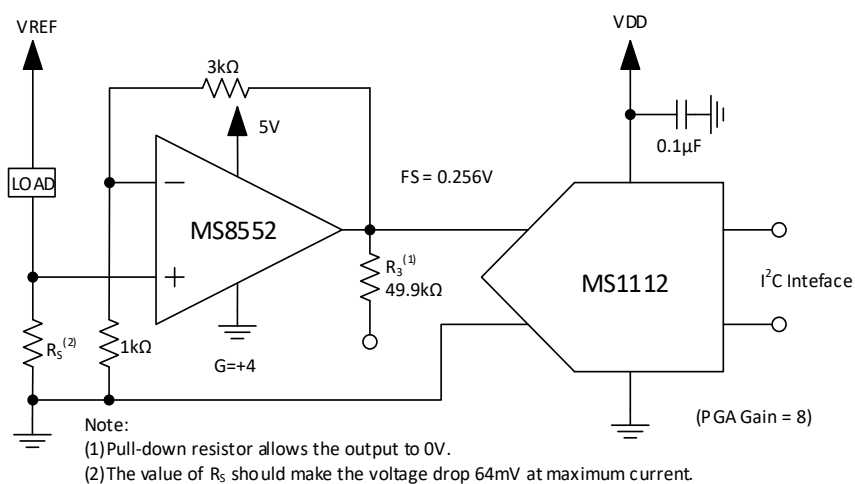 VREF
VDD
3kΩ
5V
0.1μF
LOAD
FS = 0.256V
MS8552
R3(1)
49.9kΩ
MS1112
I2C Inteface
RS(2)
1kΩ
G=+4
(PGA Gain = 8)
Note:
(1)Pull-down resistor allows the output to 0V.
(2)The value of RS should make the voltage drop 64mV at maximum current.